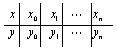 x x₀ x₁ ⋯ xₙ
y y₀ y₁ ⋯ yₙ